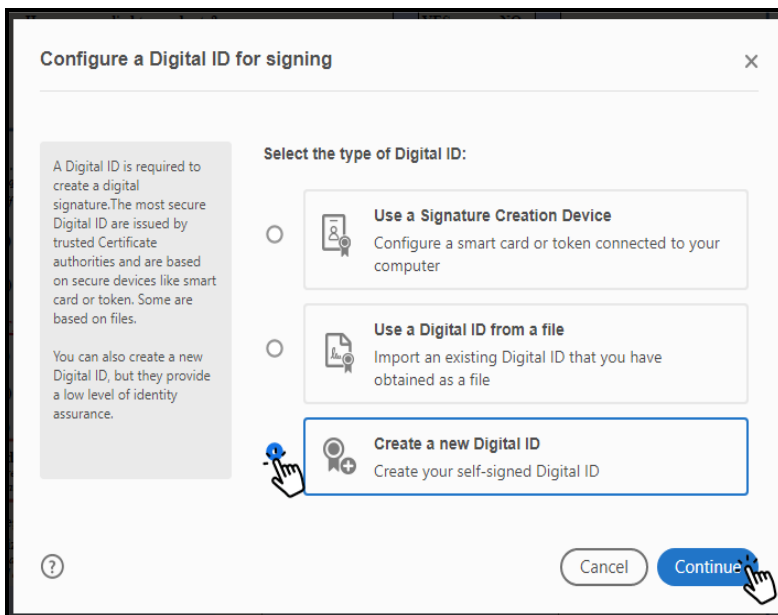 Configure a Digital ID for signing
A Digital ID is required to
create a digital
signature.The most secure
Digital ID are issued by
trusted Certificate
authorities and are based
on secure devices like smart
card or token. Some are
based on files.
You can also create a new
Digital ID, but they provide
a low level of identity
assurance.
Select the type of Digital ID:
Use a Signature Creation Device
Configure a smart card or token connected to your
computer
Use a Digital ID from a file
Import an existing Digital ID that you have
obtained as a file
Create a new Digital ID
Create your self-signed Digital ID
?
Cancel
Continue